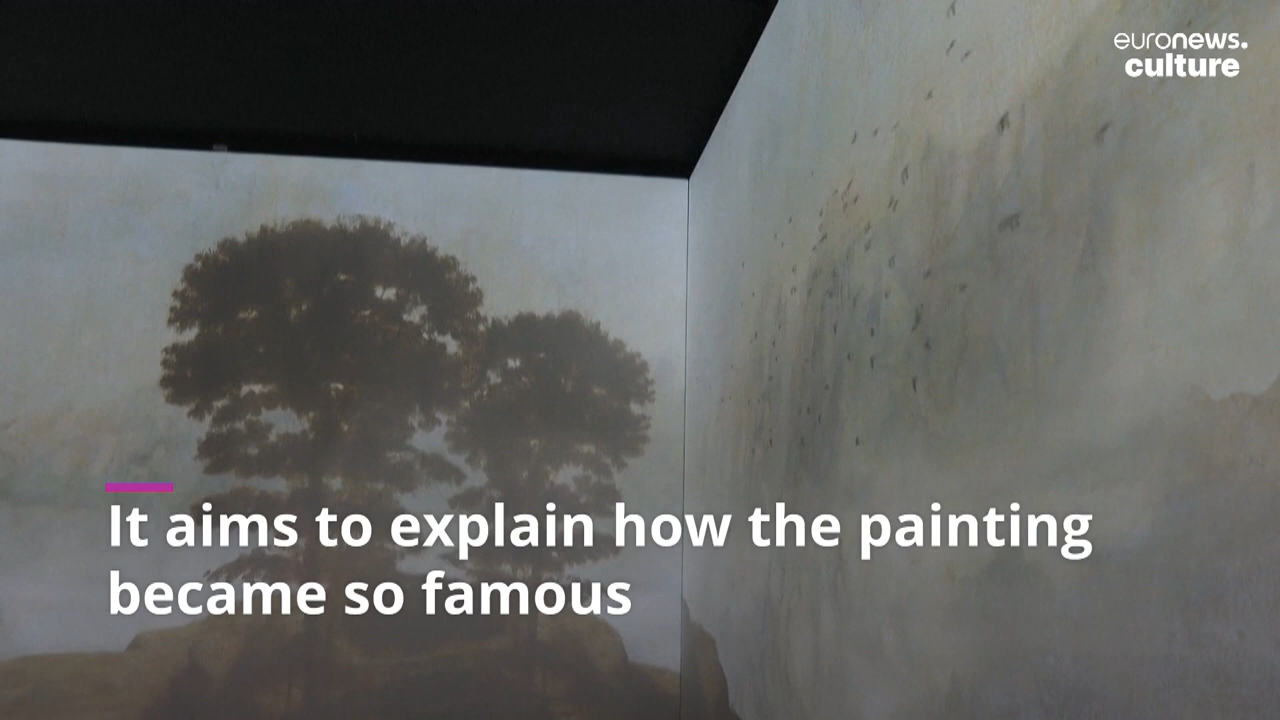 euronews.
culture
It aims to explain how the painting
became so famous